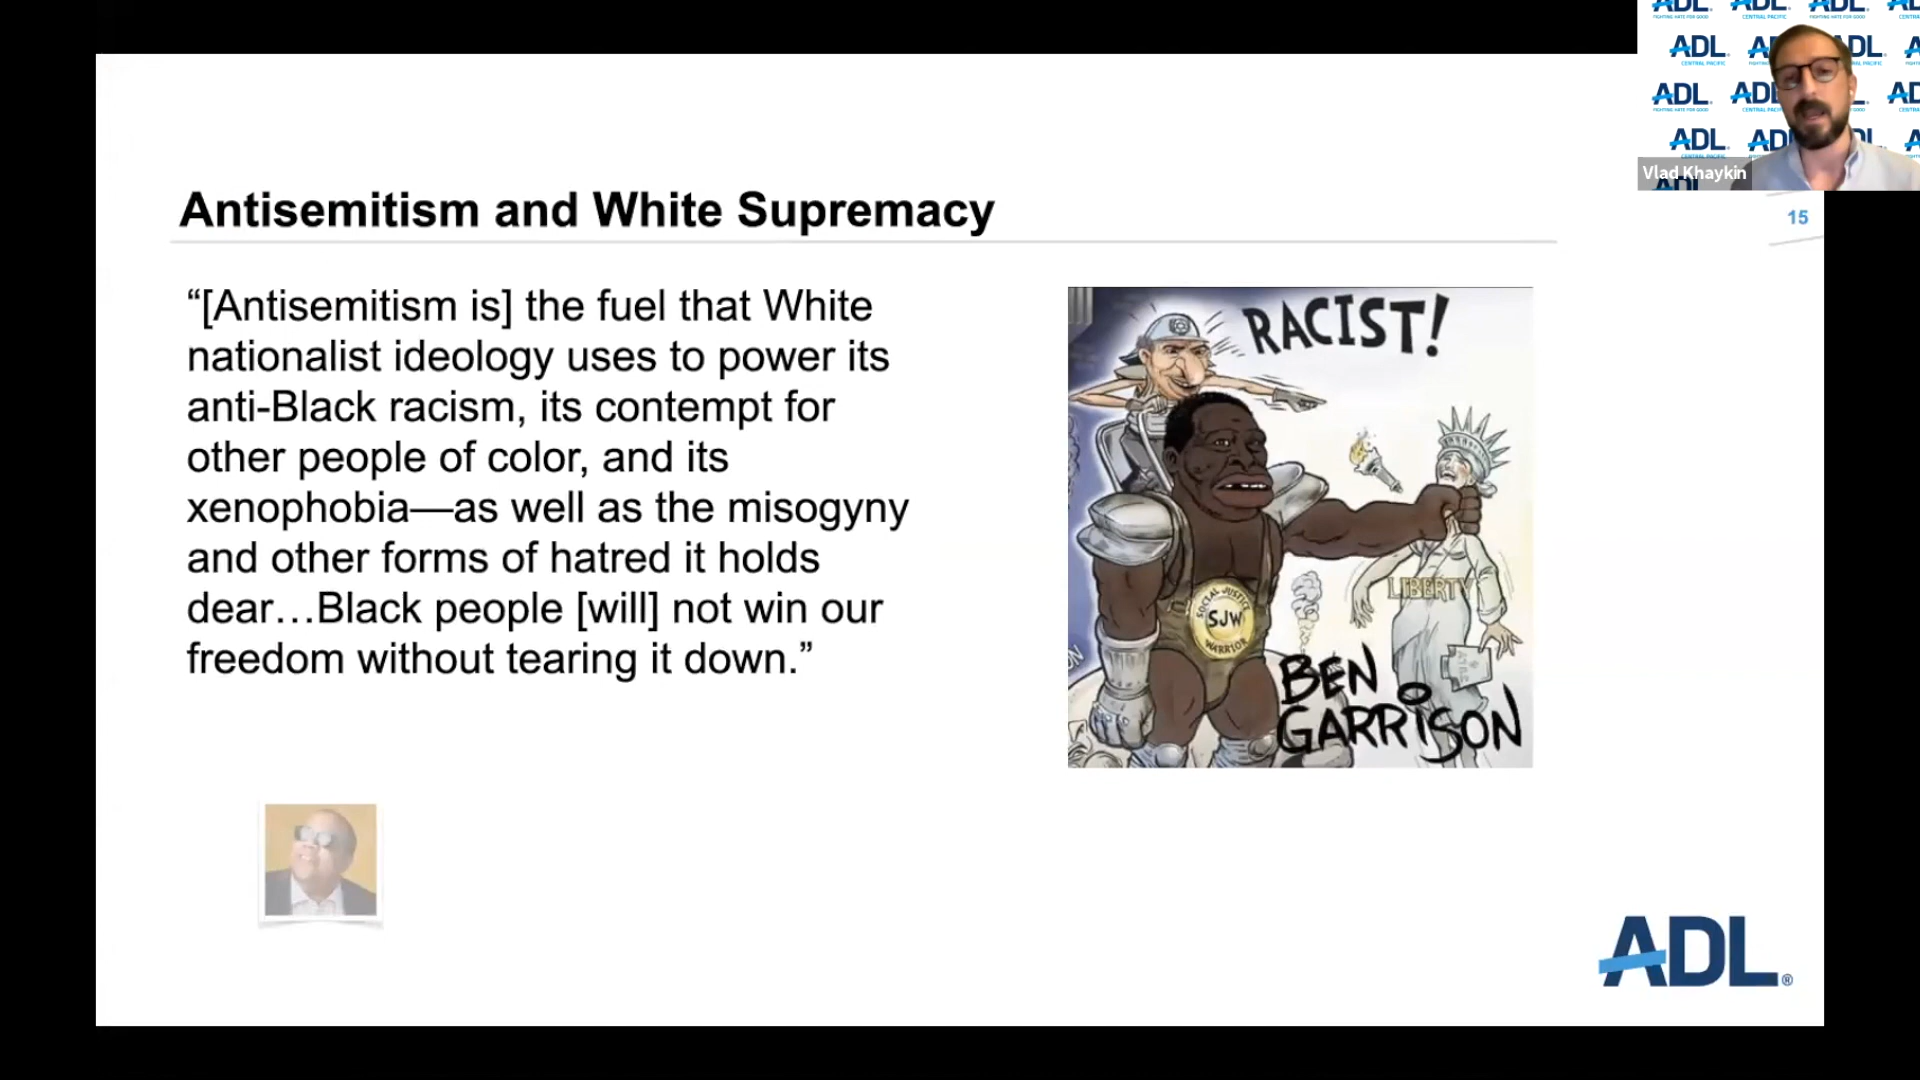 Antisemitism and White Supremacy
15
“[Antisemitism is] the fuel that White
nationalist ideology uses to power its
anti-Black racism, its contempt for
other people of color, and its
xenophobia—as well as the misogyny
and other forms of hatred it holds
dear…Black people [will] not win our
freedom without tearing it down.”
RACIST!
LIBERTY
SOCIAL JUSTICE
SJW
WARRIOR
BEN
GARRISON
ADL®
ADL
CENTRAL PACIFIC
ADL
FIGHTING HATE FOR GOOD
Vlad Khaykin